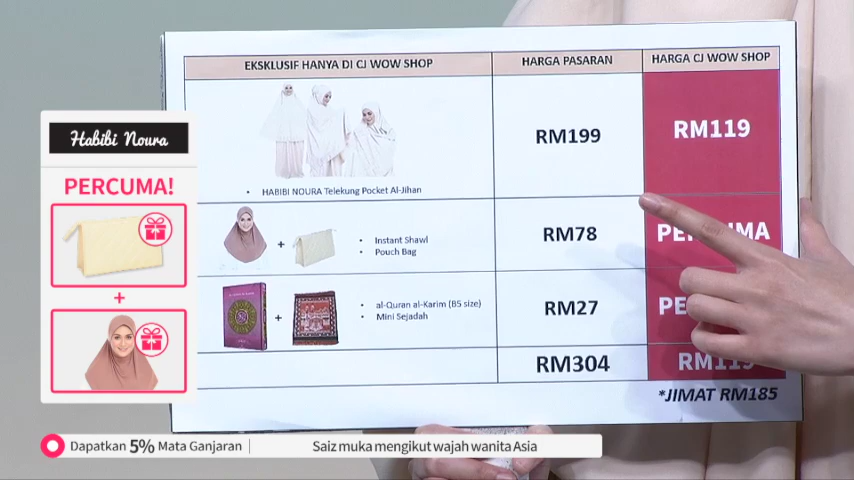 EKSKLUSIF HANYA DI CJ WOW SHOP
HARGA PASARAN
HARGA CJ WOW SHOP
RM199
RM119
HABIBI NOURA Telekung Pocket Al-Jihan
Instant Shawl
Pouch Bag
RM78
al-Quran al-Karim (B5 size)
Mini Sejadah
RM27
RM304
*JIMAT RM185
Habibi Noura
PERCUMA!
+
Dapatkan 5% Mata Ganjaran
Saiz muka mengikut wajah wanita Asia